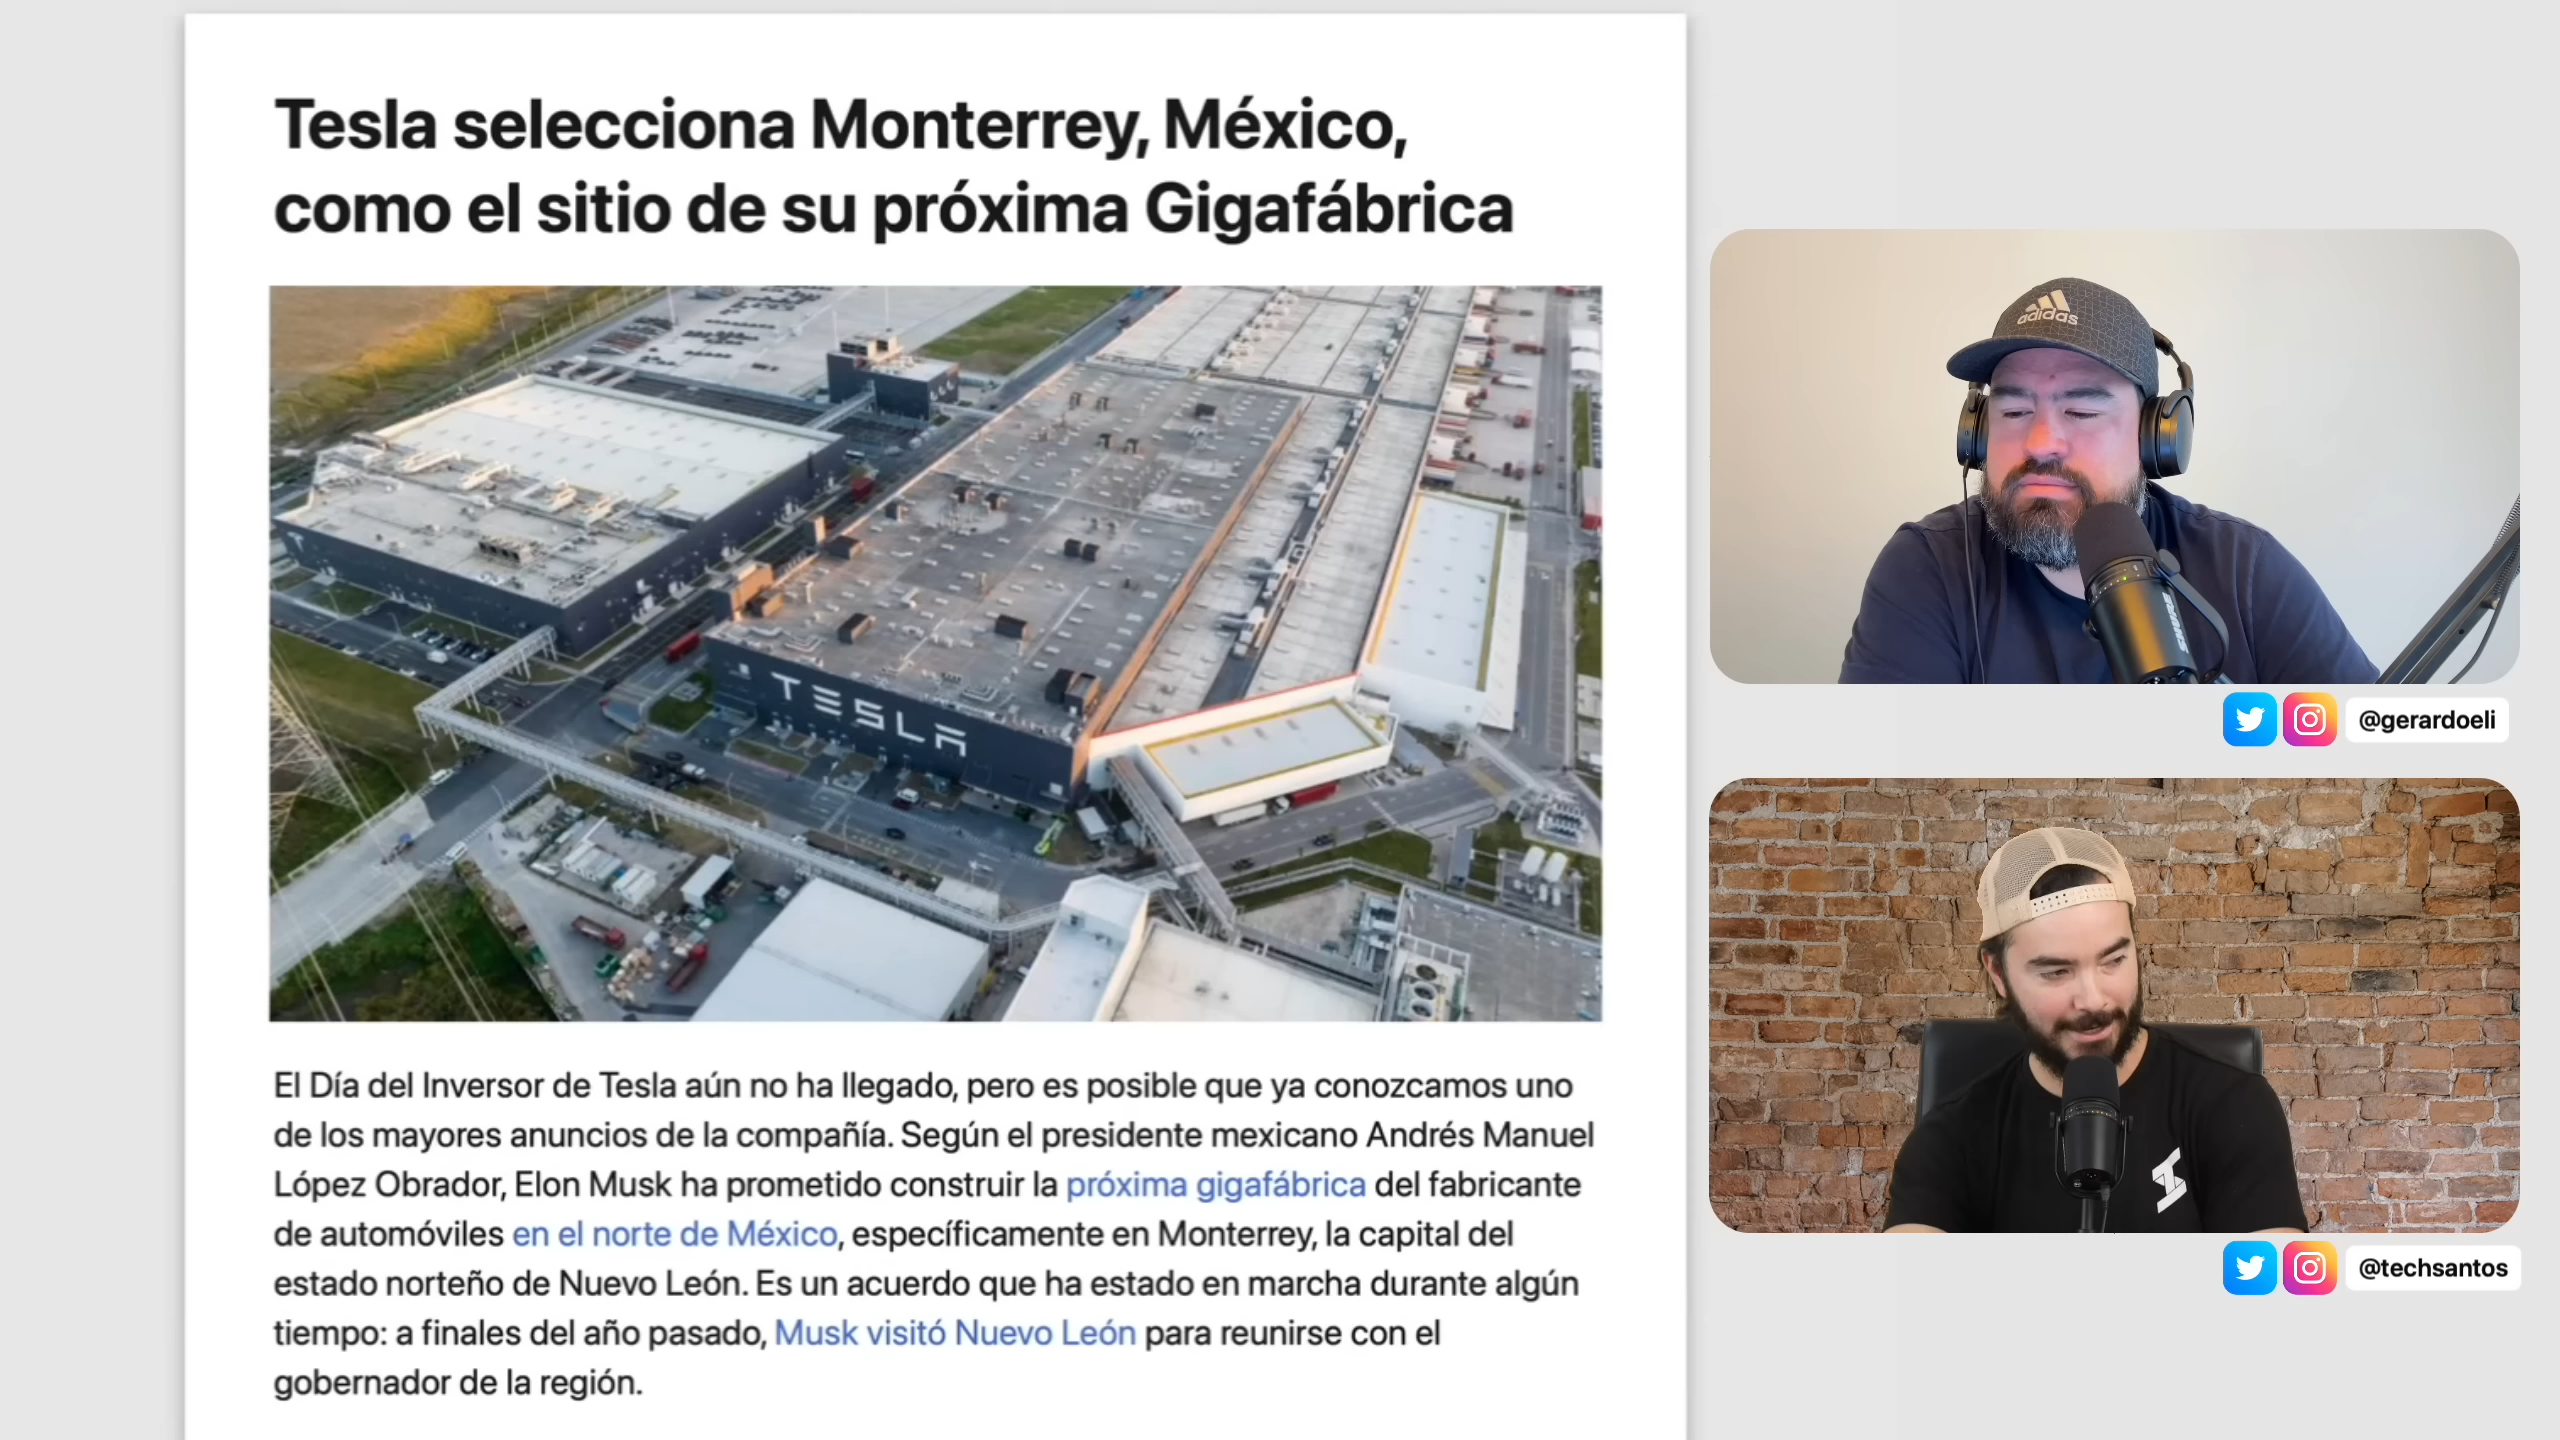 Tesla selecciona Monterrey, México,
como el sitio de su próxima Gigafábrica
TESLA
El Día del Inversor de Tesla aún no ha llegado, pero es posible que ya conozcamos uno
de los mayores anuncios de la compañía. Según el presidente mexicano Andrés Manuel
López Obrador, Elon Musk ha prometido construir la próxima gigafábrica del fabricante
de automóviles en el norte de México, específicamente en Monterrey, la capital del
estado norteño de Nuevo León. Es un acuerdo que ha estado en marcha durante algún
tiempo: a finales del año pasado, Musk visitó Nuevo León para reunirse con el
gobernador de la región.
adidas
SHURE
@gerardoeli
@techsantos